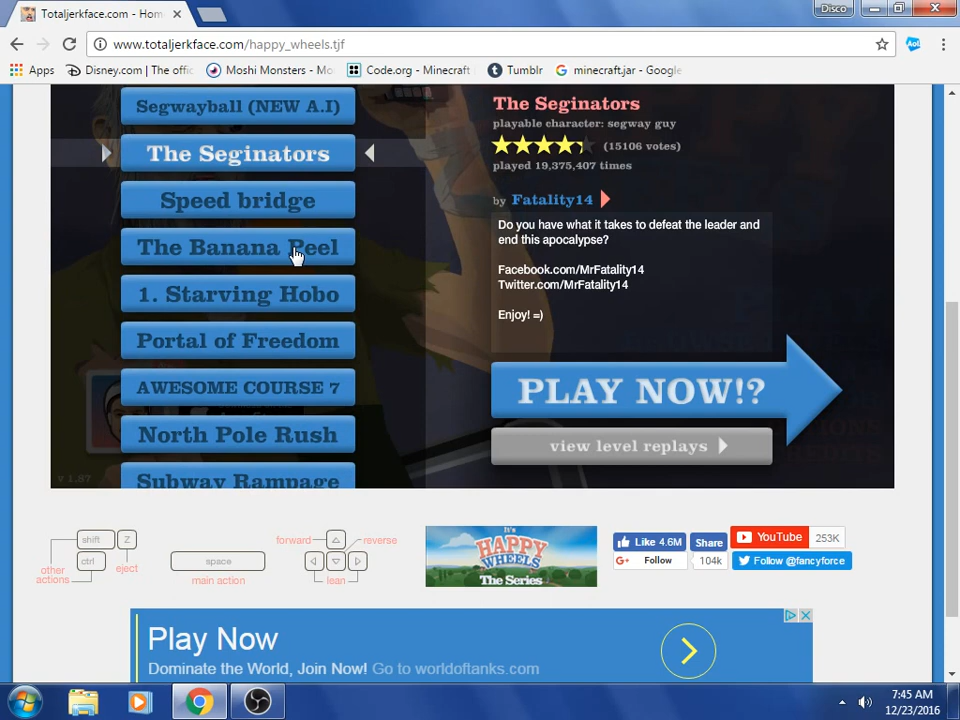 Totaljerkface.com - Hom
Disco
www.totaljerkface.com/happy_wheels.tjf
Apps
Disney.com | The offic
Moshi Monsters - Mo
Code.org - Minecraft
Tumblr
minecraft.jar - Google
Segwayball (NEW A.I)
The Seginators
Speed bridge
The Banana Peel
1. Starving Hobo
Portal of Freedom
AWESOME COURSE 7
North Pole Rush
Subway Rampage
v 1.87
The Seginators
playable character: segway guy
(15106 votes)
played 19,375,407 times
by Fatality14
Do you have what it takes to defeat the leader and
end this apocalypse?
Facebook.com/MrFatality14
Twitter.com/MrFatality14
Enjoy! =)
PLAY NOW!?
view level replays
shift
Z
ctrl
eject
other
actions
space
main action
forward
reverse
lean
It's
HAPPY
WHEELS
The Series
Like 4.6M
Share
104k
G+ Follow
YouTube
253K
Follow @fancyforce
Play Now
Dominate the World, Join Now! Go to worldoftanks.com
7:45 AM
12/23/2016